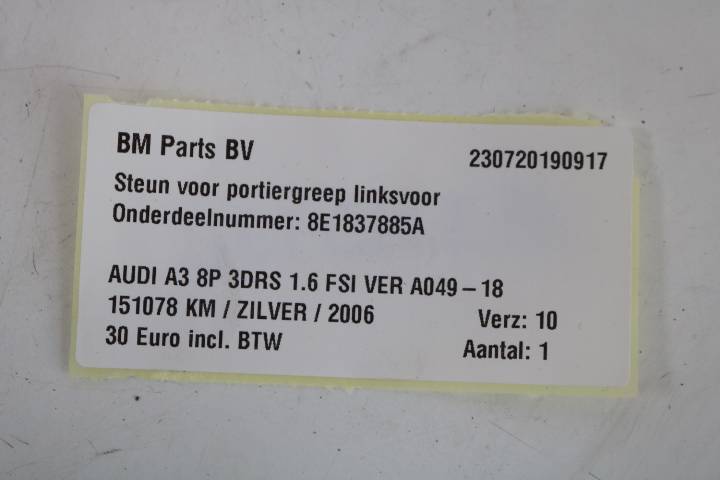 BM Parts BV 230720190917
Steun voor portiergreep linksvoor
Onderdeelnummer: 8E1837885A
AUDI A3 8P 3DRS 1.6 FSI VER A049 – 18
151078 KM / ZILVER / 2006 Verz: 10
30 Euro incl. BTW Aantal: 1